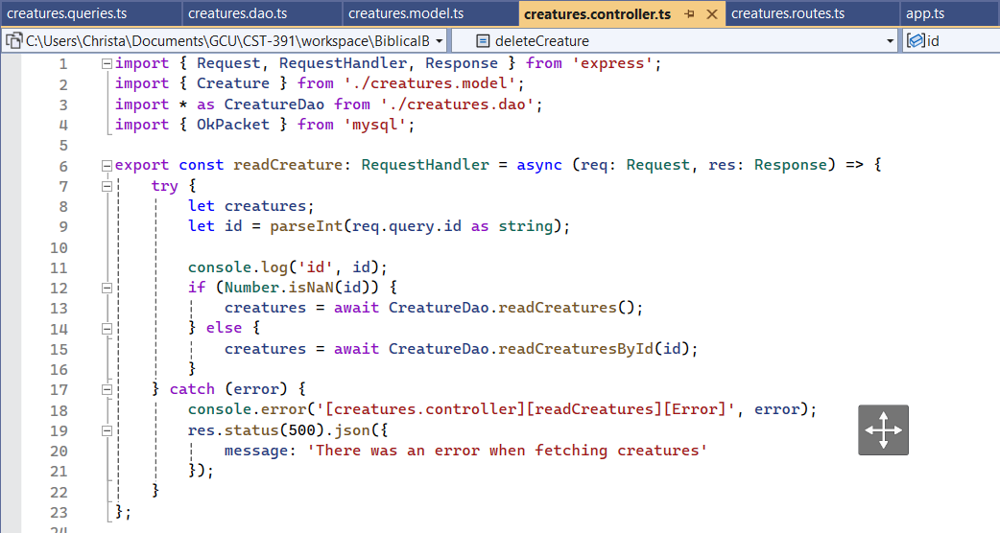 creatures.queries.ts creatures.dao.ts creatures.model.ts creatures.controller.ts creatures.routes.ts app.ts
C:\Users\Christa\Documents\GCU\CST-391\workspace\BiblicalB deleteCreature id
1 import { Request, RequestHandler, Response } from 'express';
2 import { Creature } from './creatures.model';
3 import * as CreatureDao from './creatures.dao';
4 import { OkPacket } from 'mysql';
5
6 export const readCreature: RequestHandler = async (req: Request, res: Response) => {
7     try {
8         let creatures;
9         let id = parseInt(req.query.id as string);
10
11         console.log('id', id);
12         if (Number.isNaN(id)) {
13             creatures = await CreatureDao.readCreatures();
14         } else {
15             creatures = await CreatureDao.readCreaturesById(id);
16         }
17     } catch (error) {
18         console.error('[creatures.controller][readCreatures][Error]', error);
19         res.status(500).json({
20             message: 'There was an error when fetching creatures'
21         });
22     }
23 };
24